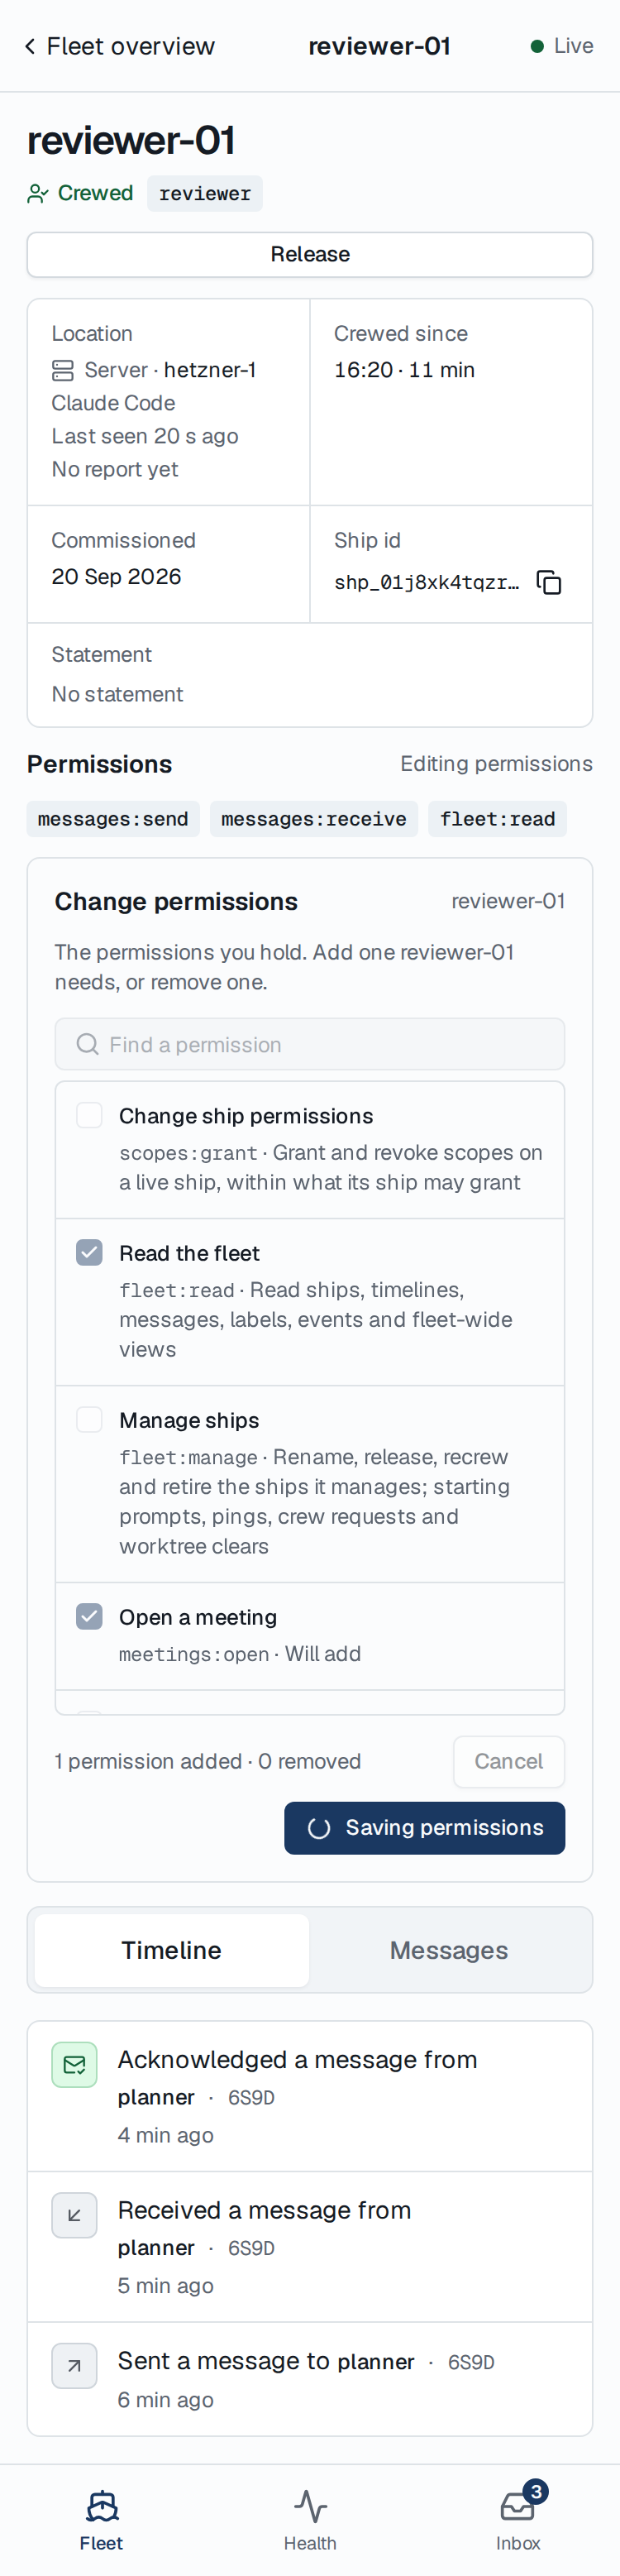 Fleet overview
reviewer-01
Live
reviewer-01
Crewed
reviewer
Release
Location
Server · hetzner-1
Claude Code
Last seen 20 s ago
No report yet
Crewed since
16:20 · 11 min
Commissioned
20 Sep 2026
Ship id
shp_01j8xk4tqzr…
Statement
No statement
Permissions
Editing permissions
messages:send
messages:receive
fleet:read
Change permissions
reviewer-01
The permissions you hold. Add one reviewer-01
needs, or remove one.
Find a permission
Change ship permissions
scopes:grant · Grant and revoke scopes on
a live ship, within what its ship may grant
Read the fleet
fleet:read · Read ships, timelines,
messages, labels, events and fleet-wide
views
Manage ships
fleet:manage · Rename, release, recrew
and retire the ships it manages; starting
prompts, pings, crew requests and
worktree clears
Open a meeting
meetings:open · Will add
1 permission added · 0 removed
Cancel
Saving permissions
Timeline
Messages
Acknowledged a message from
planner · 6S9D
4 min ago
Received a message from
planner · 6S9D
5 min ago
Sent a message to planner · 6S9D
6 min ago
3
Fleet
Health
Inbox